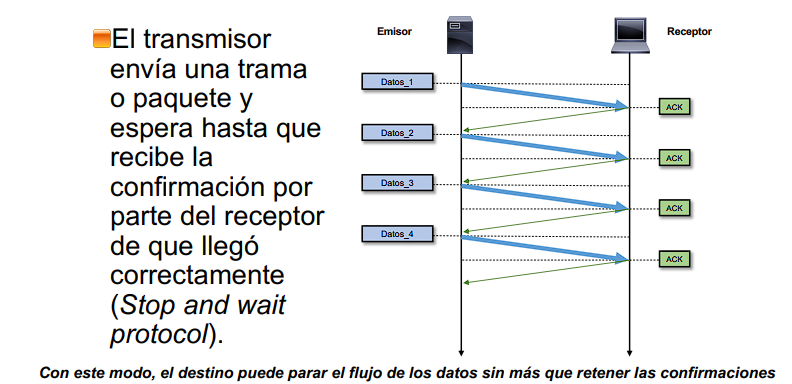 El transmisor
envía una trama
o paquete y
espera hasta que
recibe la
confirmación por
parte del receptor
de que llegó
correctamente
(Stop and wait
protocol).
Emisor
Receptor
Datos_1
ACK
Datos_2
ACK
Datos_3
ACK
Datos_4
ACK
Con este modo, el destino puede parar el flujo de los datos sin más que retener las confirmaciones